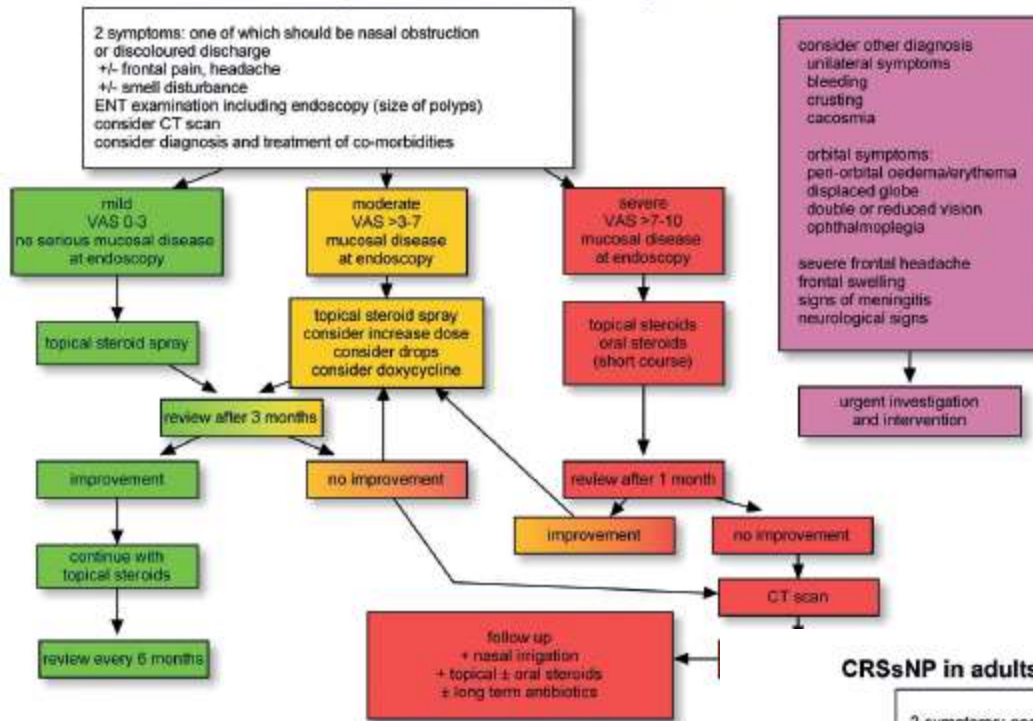 2 symptoms: one of which should be nasal obstruction
or discoloured discharge
+/- frontal pain, headache
+/- smell disturbance
ENT examination including endoscopy (size of polyps)
consider CT scan
consider diagnosis and treatment of co-morbidities
consider other diagnosis
unilateral symptoms
bleeding
crusting
cacosmia
orbital symptoms:
peri-orbital oedema/erythema
displaced globe
double or reduced vision
ophthalmoplegia
severe frontal headache
frontal swelling
signs of meningitis
neurological signs
urgent investigation
and intervention
mild
VAS 0-3
no serious mucosal disease
at endoscopy
moderate
VAS >3-7
mucosal disease
at endoscopy
severe
VAS >7-10
mucosal disease
at endoscopy
topical steroid spray
topical steroid spray
consider increase dose
consider drops
consider doxycycline
topical steroids
oral steroids
(short course)
review after 3 months
improvement
no improvement
review after 1 month
improvement
no improvement
continue with
topical steroids
CT scan
review every 6 months
follow up
+ nasal irrigation
+ topical ± oral steroids
± long term antibiotics
CRSsNP in adults